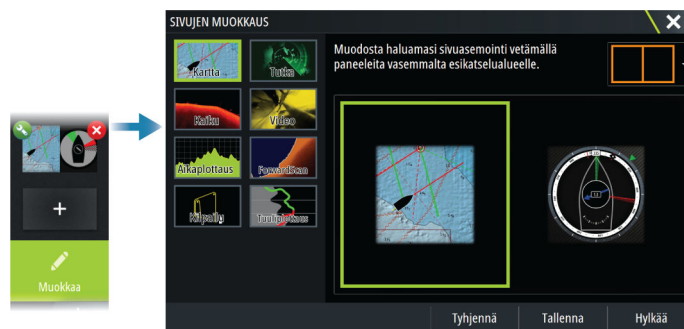 SIVUJEN MUOKKAUS
Muodosta haluamasi sivuasemointi vetämällä
paneeleita vasemmalta esikatselualueelle.
Kartta
Tutka
Kaiku
Video
Aikaplottaus
ForwardScan
Kilpailu
Tuuliplottaus
Muokkaa
Tyhjennä
Tallenna
Hylkää